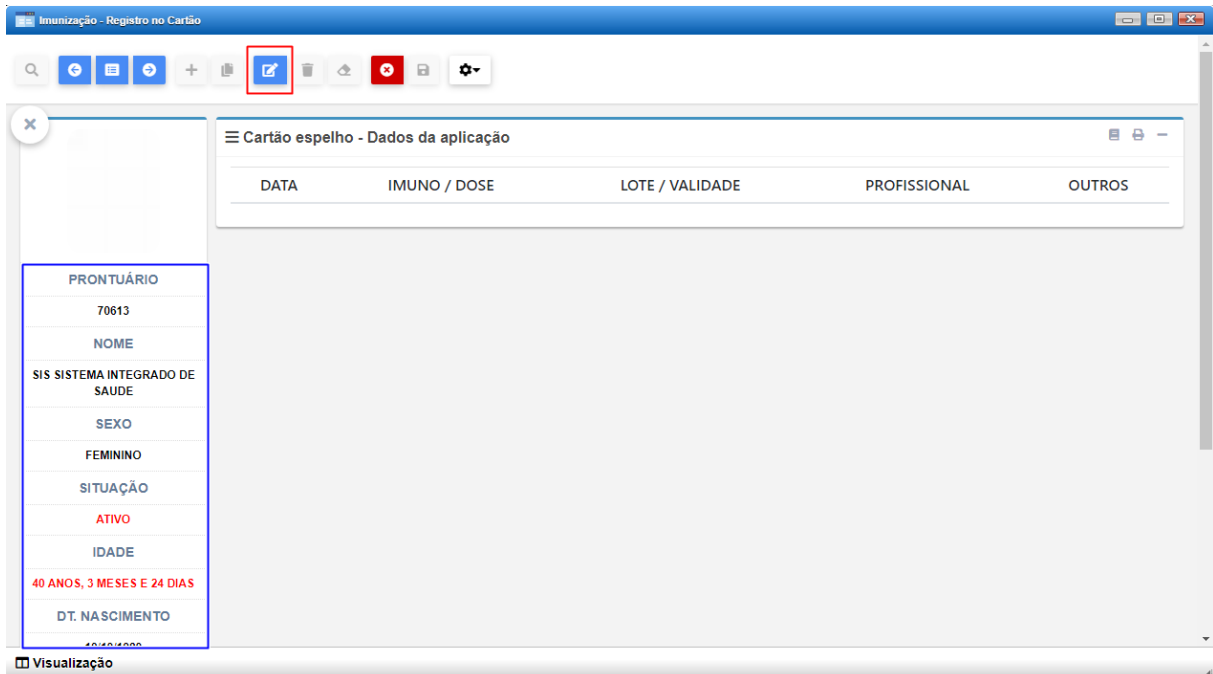 Imunização - Registro no Cartão
Cartão espelho - Dados da aplicação
DATA IMUNO / DOSE LOTE / VALIDADE PROFISSIONAL OUTROS
PRONTUÁRIO
70613
NOME
SIS SISTEMA INTEGRADO DE
SAUDE
SEXO
FEMININO
SITUAÇÃO
ATIVO
IDADE
40 ANOS, 3 MESES E 24 DIAS
DT. NASCIMENTO
Visualização